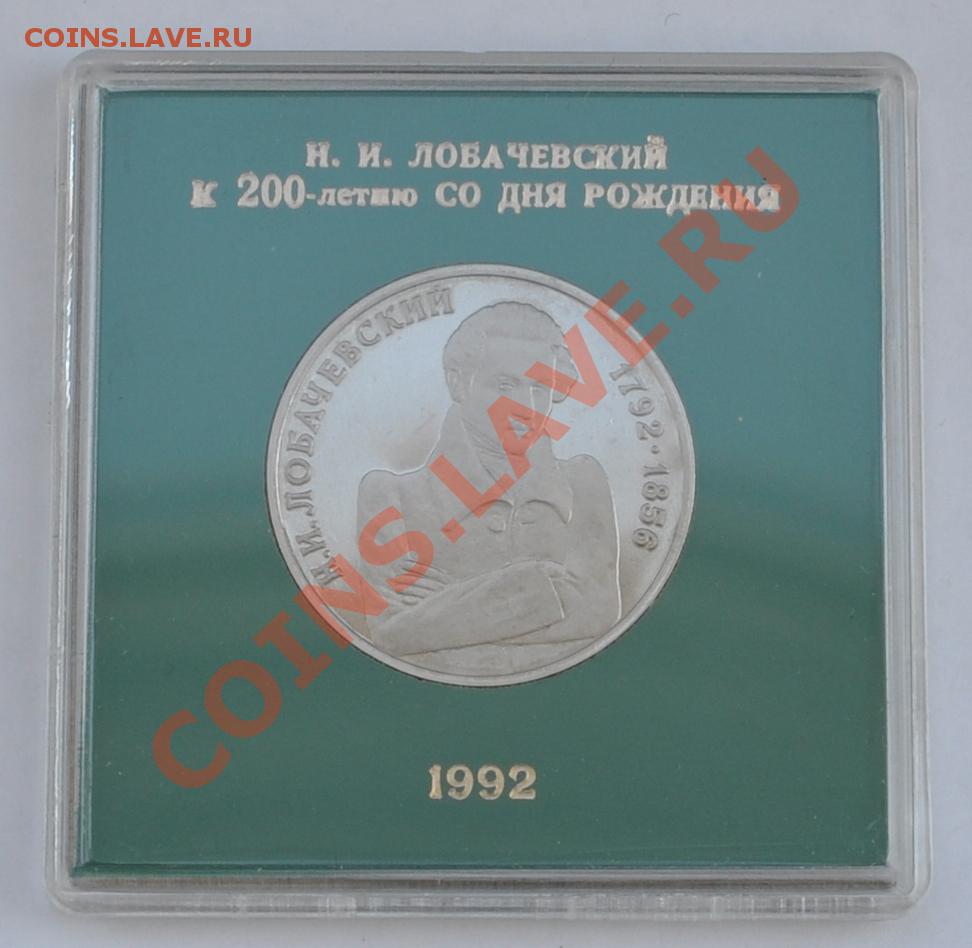 COINS.LAVE.RU
Н. И. ЛОБАЧЕВСКИЙ
К 200-летию СО ДНЯ РОЖДЕНИЯ
Н.И.ЛОБАЧЕВСКИЙ
1792·1856
COINS.LAVE.RU
1992